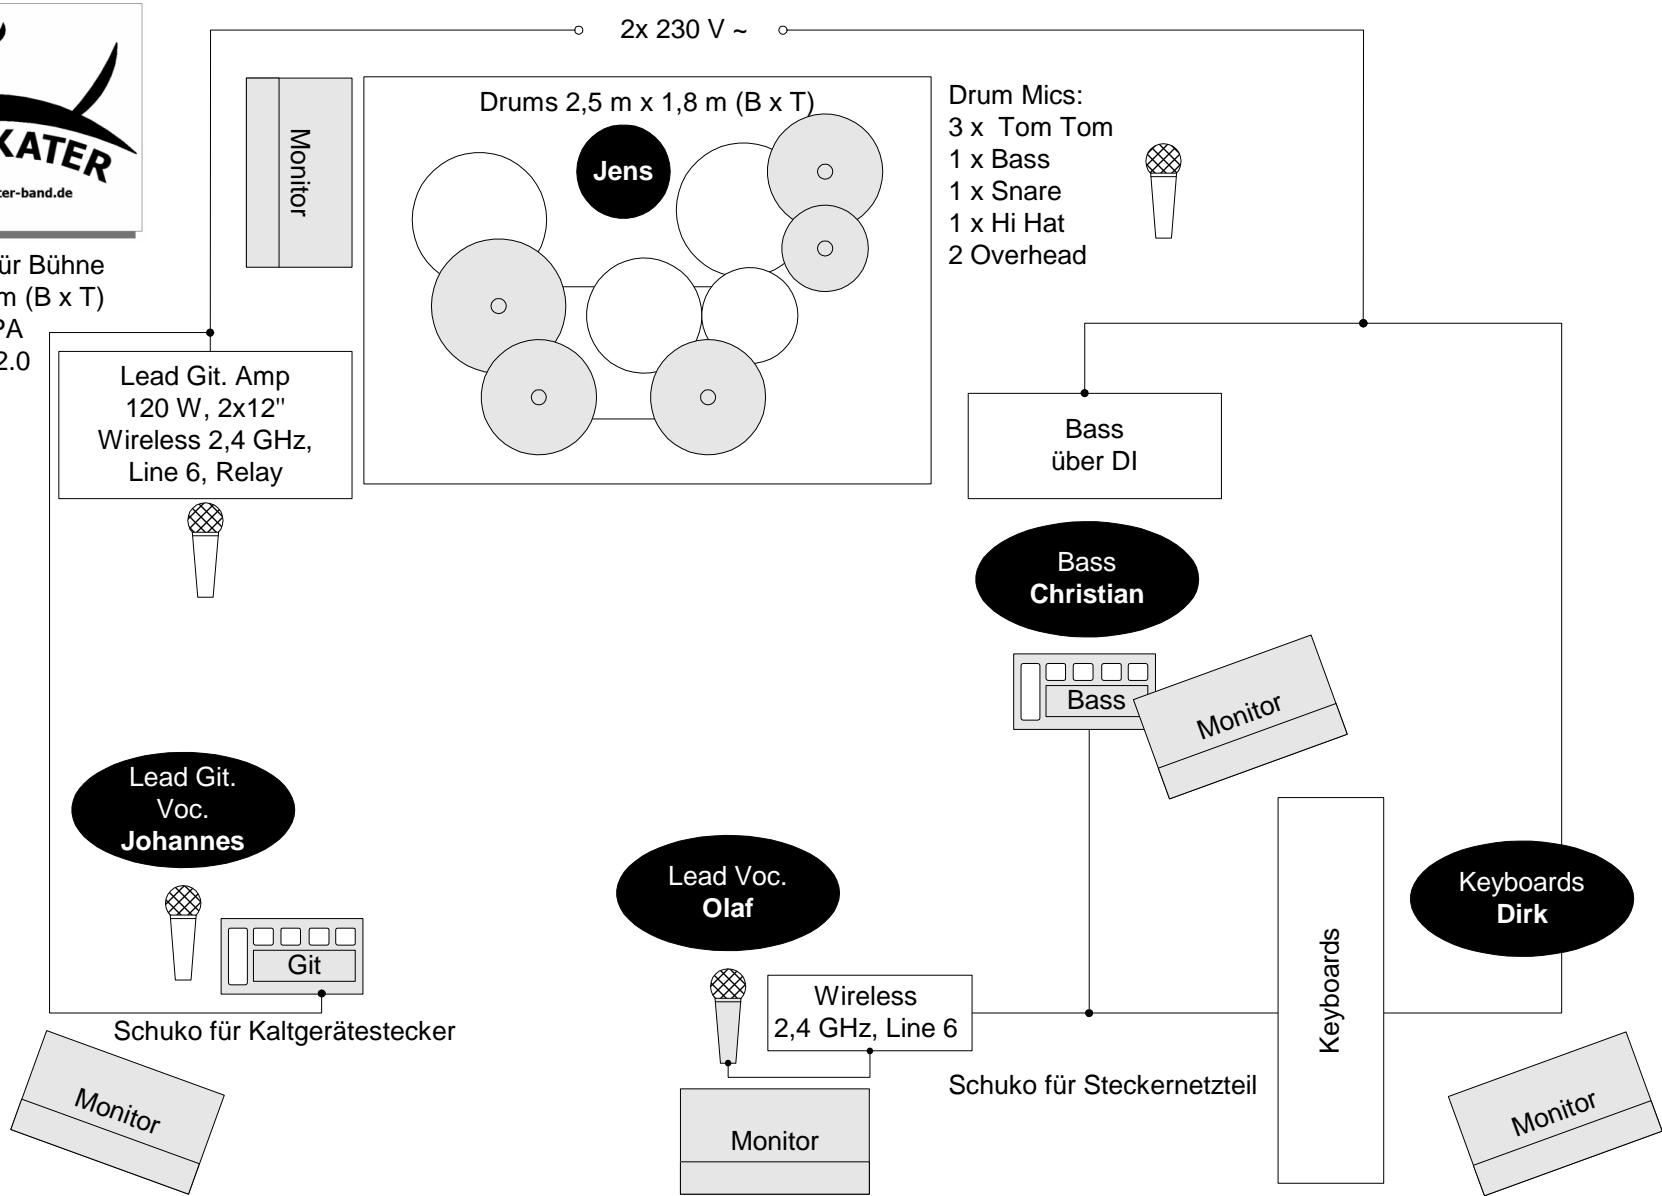 2x 230 V ~
KATER
ter-band.de
ür Bühne
m (B x T)
PA
2.0
Monitor
Drums 2,5 m x 1,8 m (B x T)
Jens
Drum Mics:
3 x Tom Tom
1 x Bass
1 x Snare
1 x Hi Hat
2 Overhead
Lead Git. Amp
120 W, 2x12"
Wireless 2,4 GHz,
Line 6, Relay
Bass
über DI
Bass
Christian
Bass
Monitor
Lead Git.
Voc.
Johannes
Git
Schuko für Kaltgerätestecker
Monitor
Lead Voc.
Olaf
Wireless
2,4 GHz, Line 6
Monitor
Schuko für Steckernetzteil
Keyboards
Keyboards
Dirk
Monitor